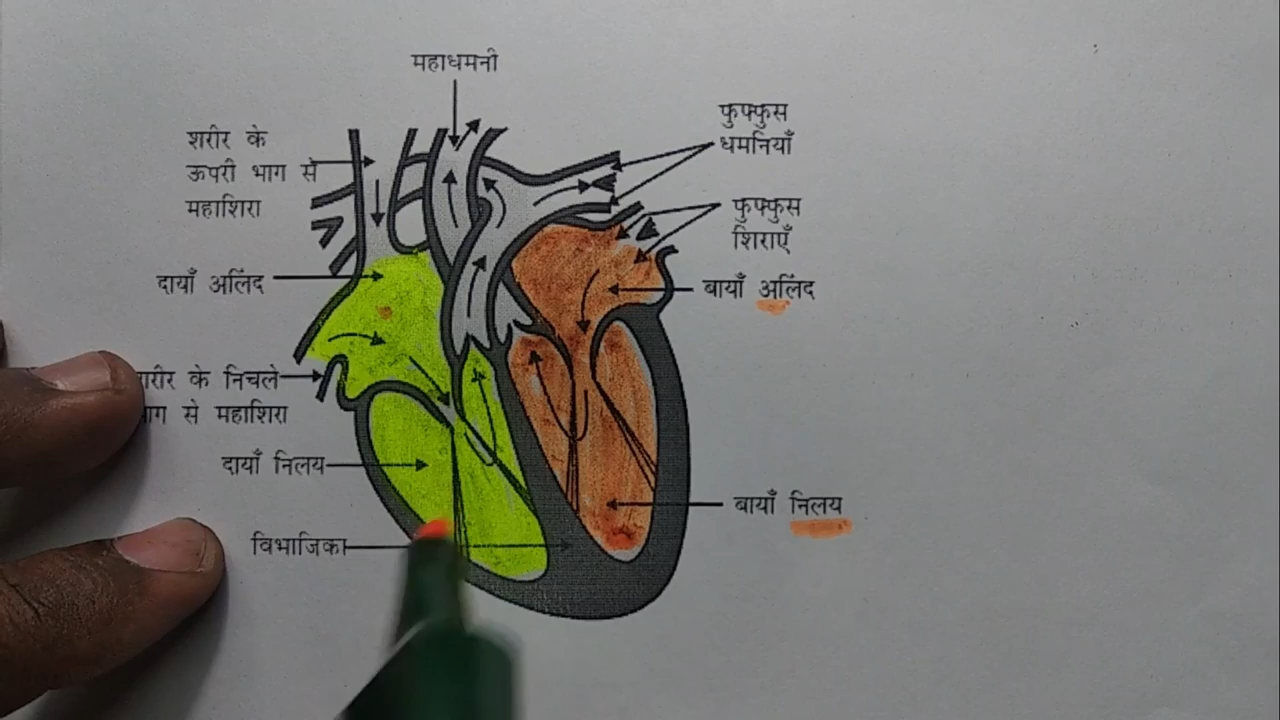 महाधमनी
शरीर के
ऊपरी भाग से
महाशिरा
फुफ्फुस
धमनियाँ
फुफ्फुस
शिराएँ
दायाँ अलिंद
बायाँ अलिंद
के निचले
से महाशिरा
दायाँ निलय
बायाँ निलय
विभाजिका